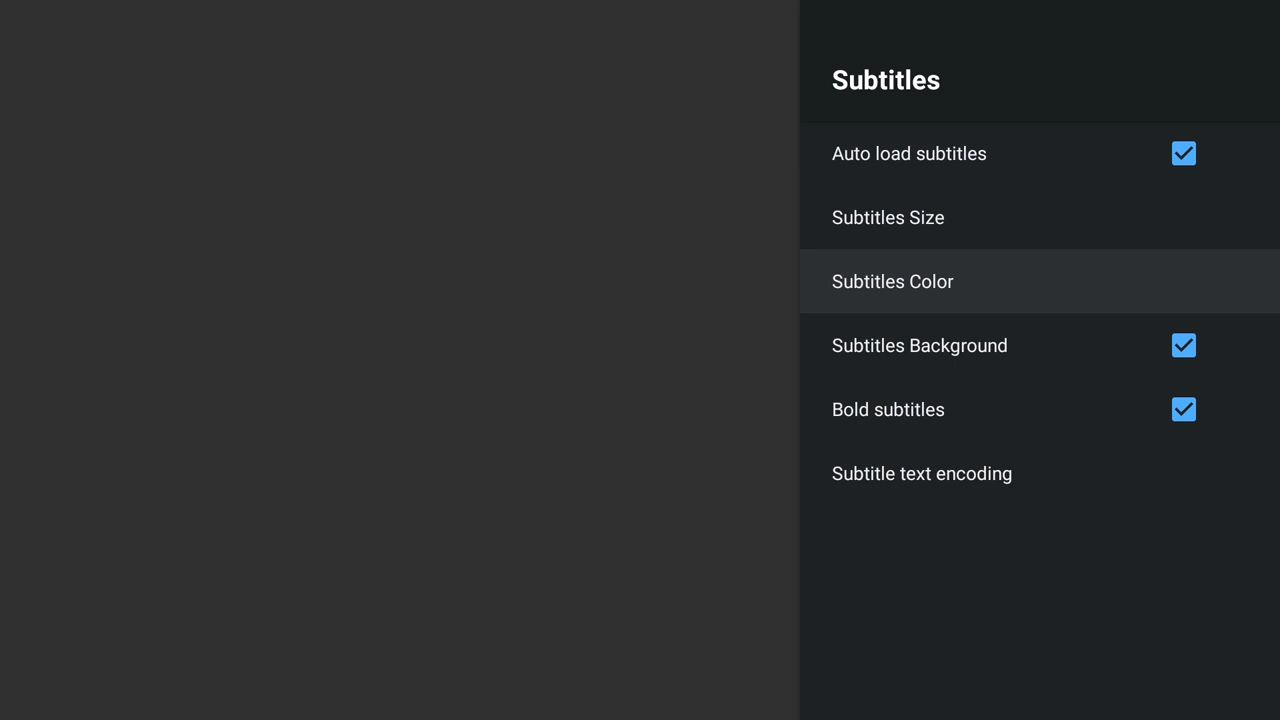 Subtitles
Auto load subtitles
Subtitles Size
Subtitles Color
Subtitles Background
Bold subtitles
Subtitle text encoding